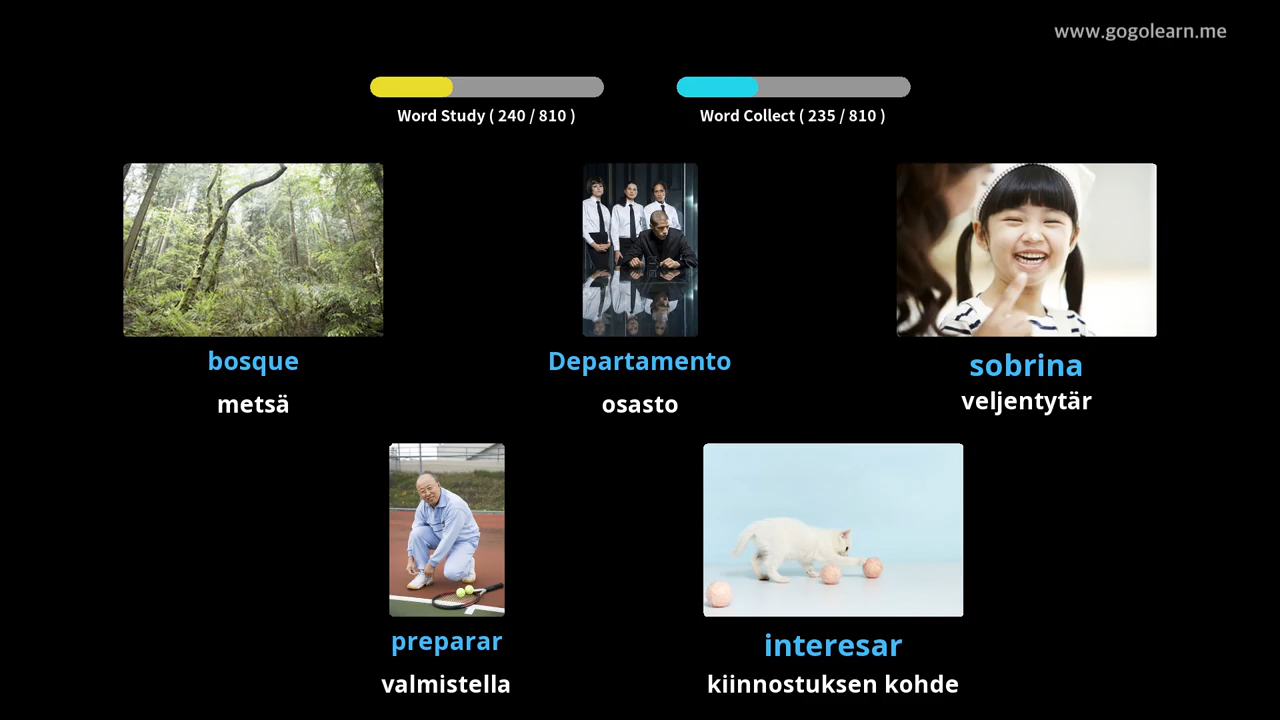 www.gogolearn.me
Word Study ( 240 / 810 )
Word Collect ( 235 / 810 )
bosque
metsä
Departamento
osasto
sobrina
veljentytär
preparar
valmistella
interesar
kiinnostuksen kohde